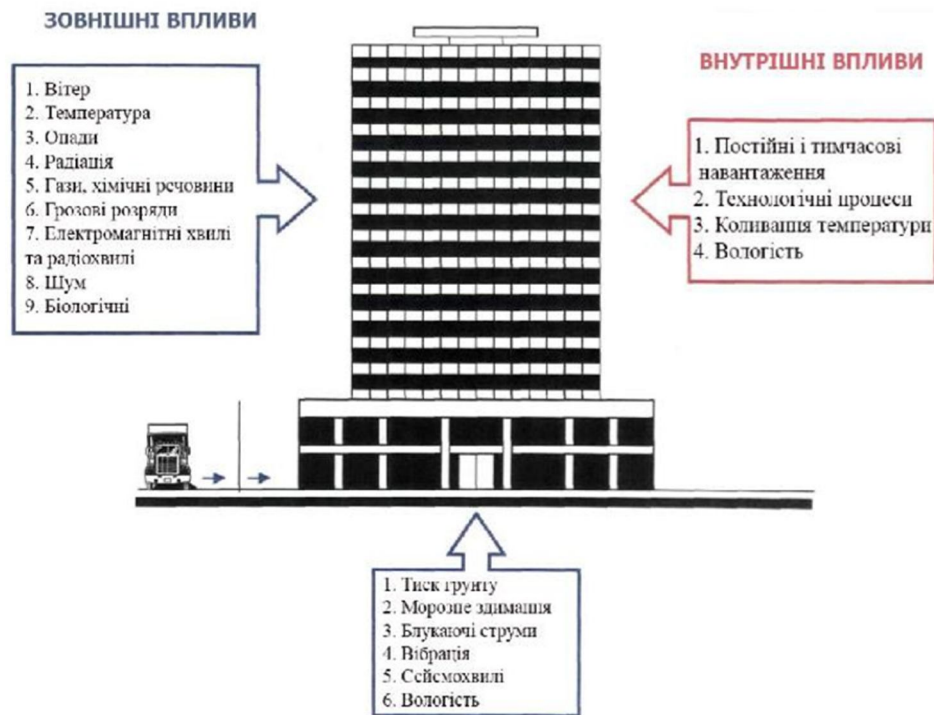 ЗОВНІШНІ ВПЛИВИ
1. Вітер
2. Температура
3. Опади
4. Радіація
5. Гази, хімічні речовини
6. Грозові розряди
7. Електромагнітні хвилі
та радіохвилі
8. Шум
9. Біологічні
ВНУТРІШНІ ВПЛИВИ
1. Постійні і тимчасові
навантаження
2. Технологічні процеси
3. Коливання температури
4. Вологість
1. Тиск ґрунту
2. Морозне здимання
3. Блукаючі струми
4. Вібрація
5. Сейсмохвилі
6. Вологість